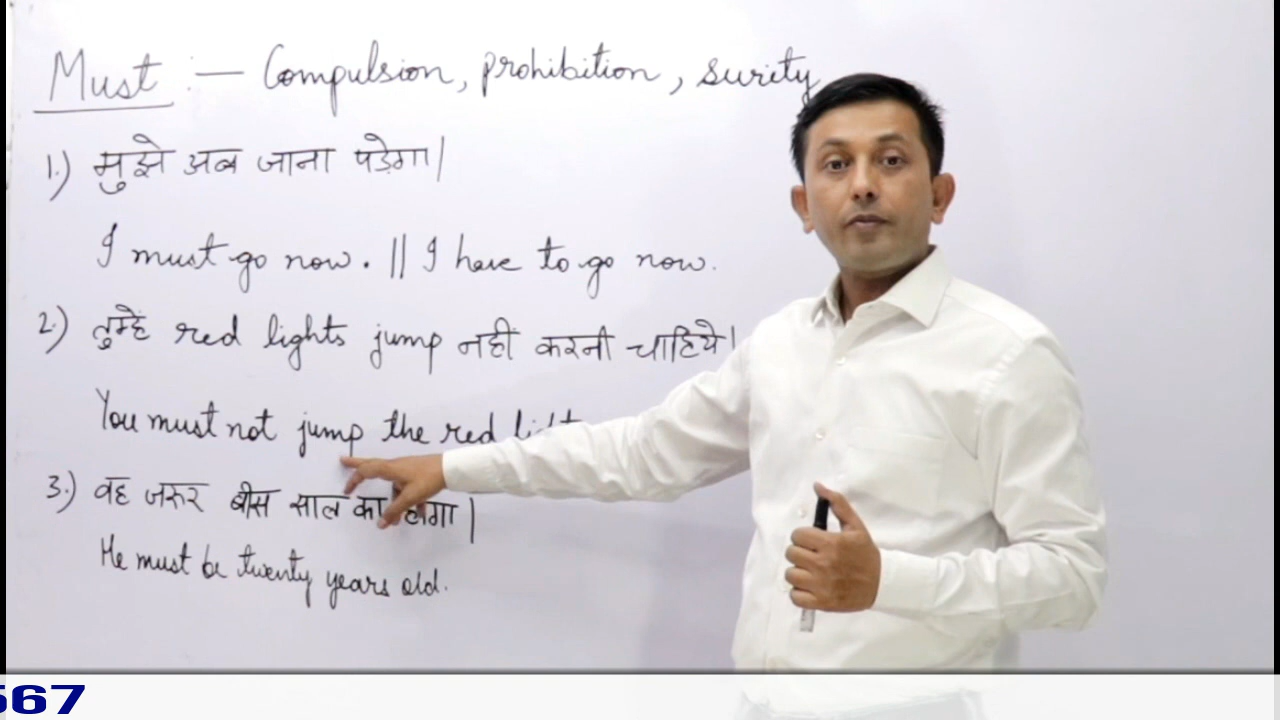 Must :— Compulsion, prohibition, surity
1.) मुझे अब जाना पड़ेगा।
I must go now. || I have to go now.
2.) तुम्हें red lights jump नहीं करनी चाहिये।
You must not jump the red
3.) वह जरूर बीस साल का होगा।
He must be twenty years old.
567